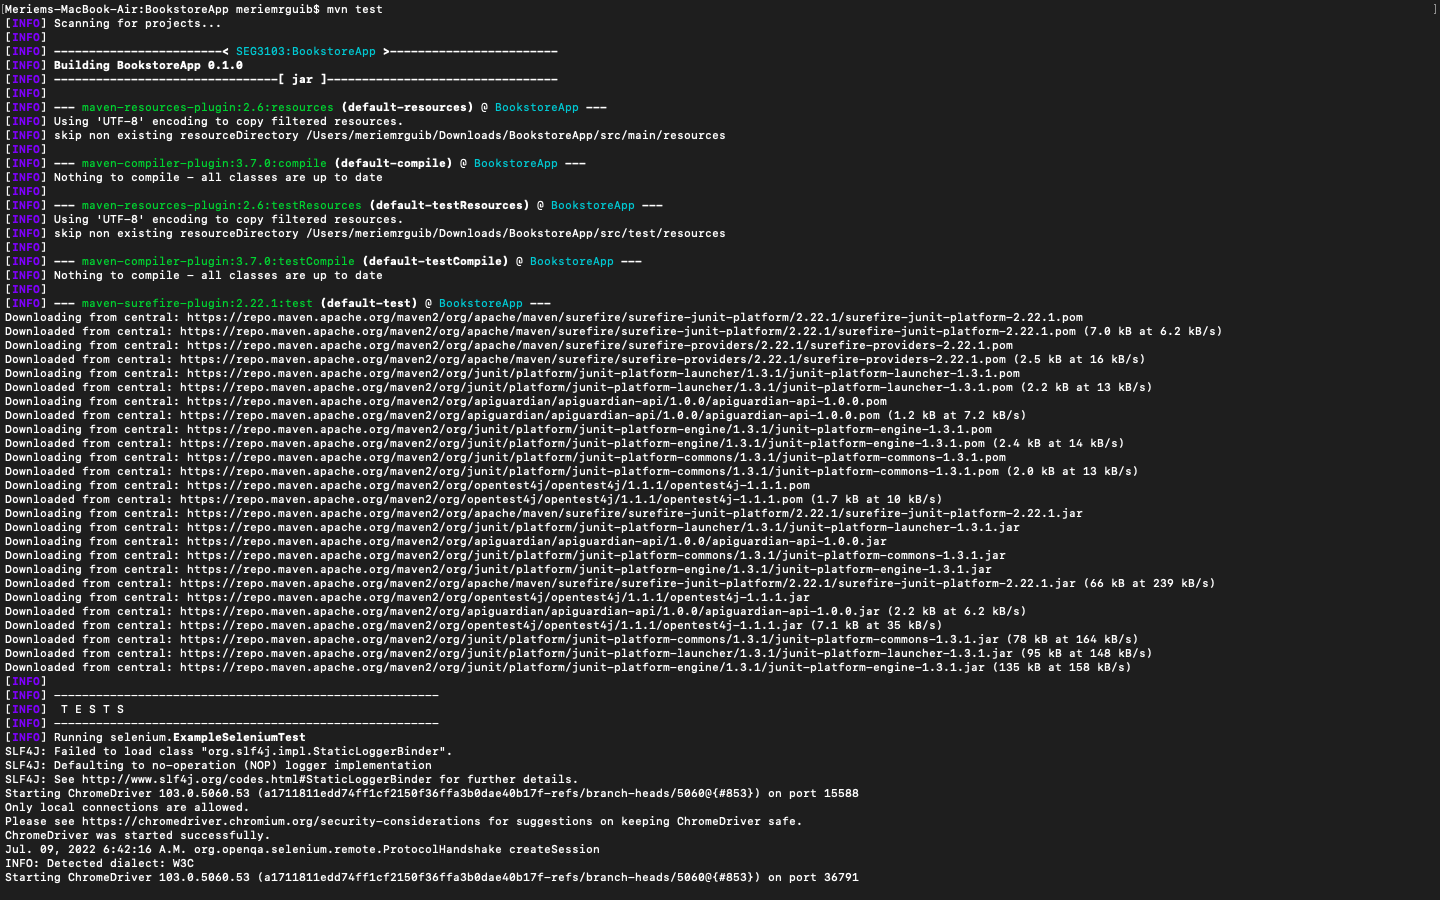 [Meriems-MacBook-Air:BookstoreApp meriemrguib$ mvn test ]
[INFO] Scanning for projects...
[INFO]
[INFO] ------------------------< SEG3103:BookstoreApp >------------------------
[INFO] Building BookstoreApp 0.1.0
[INFO] --------------------------------[ jar ]---------------------------------
[INFO]
[INFO] --- maven-resources-plugin:2.6:resources (default-resources) @ BookstoreApp ---
[INFO] Using 'UTF-8' encoding to copy filtered resources.
[INFO] skip non existing resourceDirectory /Users/meriemrguib/Downloads/BookstoreApp/src/main/resources
[INFO]
[INFO] --- maven-compiler-plugin:3.7.0:compile (default-compile) @ BookstoreApp ---
[INFO] Nothing to compile - all classes are up to date
[INFO]
[INFO] --- maven-resources-plugin:2.6:testResources (default-testResources) @ BookstoreApp ---
[INFO] Using 'UTF-8' encoding to copy filtered resources.
[INFO] skip non existing resourceDirectory /Users/meriemrguib/Downloads/BookstoreApp/src/test/resources
[INFO]
[INFO] --- maven-compiler-plugin:3.7.0:testCompile (default-testCompile) @ BookstoreApp ---
[INFO] Nothing to compile - all classes are up to date
[INFO]
[INFO] --- maven-surefire-plugin:2.22.1:test (default-test) @ BookstoreApp ---
Downloading from central: https://repo.maven.apache.org/maven2/org/apache/maven/surefire/surefire-junit-platform/2.22.1/surefire-junit-platform-2.22.1.pom
Downloaded from central: https://repo.maven.apache.org/maven2/org/apache/maven/surefire/surefire-junit-platform/2.22.1/surefire-junit-platform-2.22.1.pom (7.0 kB at 6.2 kB/s)
Downloading from central: https://repo.maven.apache.org/maven2/org/apache/maven/surefire/surefire-providers/2.22.1/surefire-providers-2.22.1.pom
Downloaded from central: https://repo.maven.apache.org/maven2/org/apache/maven/surefire/surefire-providers/2.22.1/surefire-providers-2.22.1.pom (2.5 kB at 16 kB/s)
Downloading from central: https://repo.maven.apache.org/maven2/org/junit/platform/junit-platform-launcher/1.3.1/junit-platform-launcher-1.3.1.pom
Downloaded from central: https://repo.maven.apache.org/maven2/org/junit/platform/junit-platform-launcher/1.3.1/junit-platform-launcher-1.3.1.pom (2.2 kB at 13 kB/s)
Downloading from central: https://repo.maven.apache.org/maven2/org/apiguardian/apiguardian-api/1.0.0/apiguardian-api-1.0.0.pom
Downloaded from central: https://repo.maven.apache.org/maven2/org/apiguardian/apiguardian-api/1.0.0/apiguardian-api-1.0.0.pom (1.2 kB at 7.2 kB/s)
Downloading from central: https://repo.maven.apache.org/maven2/org/junit/platform/junit-platform-engine/1.3.1/junit-platform-engine-1.3.1.pom
Downloaded from central: https://repo.maven.apache.org/maven2/org/junit/platform/junit-platform-engine/1.3.1/junit-platform-engine-1.3.1.pom (2.4 kB at 14 kB/s)
Downloading from central: https://repo.maven.apache.org/maven2/org/junit/platform/junit-platform-commons/1.3.1/junit-platform-commons-1.3.1.pom
Downloaded from central: https://repo.maven.apache.org/maven2/org/junit/platform/junit-platform-commons/1.3.1/junit-platform-commons-1.3.1.pom (2.0 kB at 13 kB/s)
Downloading from central: https://repo.maven.apache.org/maven2/org/opentest4j/opentest4j/1.1.1/opentest4j-1.1.1.pom
Downloaded from central: https://repo.maven.apache.org/maven2/org/opentest4j/opentest4j/1.1.1/opentest4j-1.1.1.pom (1.7 kB at 10 kB/s)
Downloading from central: https://repo.maven.apache.org/maven2/org/apache/maven/surefire/surefire-junit-platform/2.22.1/surefire-junit-platform-2.22.1.jar
Downloading from central: https://repo.maven.apache.org/maven2/org/junit/platform/junit-platform-launcher/1.3.1/junit-platform-launcher-1.3.1.jar
Downloading from central: https://repo.maven.apache.org/maven2/org/apiguardian/apiguardian-api/1.0.0/apiguardian-api-1.0.0.jar
Downloading from central: https://repo.maven.apache.org/maven2/org/junit/platform/junit-platform-commons/1.3.1/junit-platform-commons-1.3.1.jar
Downloading from central: https://repo.maven.apache.org/maven2/org/junit/platform/junit-platform-engine/1.3.1/junit-platform-engine-1.3.1.jar
Downloaded from central: https://repo.maven.apache.org/maven2/org/apache/maven/surefire/surefire-junit-platform/2.22.1/surefire-junit-platform-2.22.1.jar (66 kB at 239 kB/s)
Downloading from central: https://repo.maven.apache.org/maven2/org/opentest4j/opentest4j/1.1.1/opentest4j-1.1.1.jar
Downloaded from central: https://repo.maven.apache.org/maven2/org/apiguardian/apiguardian-api/1.0.0/apiguardian-api-1.0.0.jar (2.2 kB at 6.2 kB/s)
Downloaded from central: https://repo.maven.apache.org/maven2/org/opentest4j/opentest4j/1.1.1/opentest4j-1.1.1.jar (7.1 kB at 35 kB/s)
Downloaded from central: https://repo.maven.apache.org/maven2/org/junit/platform/junit-platform-commons/1.3.1/junit-platform-commons-1.3.1.jar (78 kB at 164 kB/s)
Downloaded from central: https://repo.maven.apache.org/maven2/org/junit/platform/junit-platform-launcher/1.3.1/junit-platform-launcher-1.3.1.jar (95 kB at 148 kB/s)
Downloaded from central: https://repo.maven.apache.org/maven2/org/junit/platform/junit-platform-engine/1.3.1/junit-platform-engine-1.3.1.jar (135 kB at 158 kB/s)
[INFO]
[INFO] -------------------------------------------------------
[INFO]  T E S T S
[INFO] -------------------------------------------------------
[INFO] Running selenium.ExampleSeleniumTest
SLF4J: Failed to load class "org.slf4j.impl.StaticLoggerBinder".
SLF4J: Defaulting to no-operation (NOP) logger implementation
SLF4J: See http://www.slf4j.org/codes.html#StaticLoggerBinder for further details.
Starting ChromeDriver 103.0.5060.53 (a1711811edd74ff1cf2150f36ffa3b0dae40b17f-refs/branch-heads/5060@{#853}) on port 15588
Only local connections are allowed.
Please see https://chromedriver.chromium.org/security-considerations for suggestions on keeping ChromeDriver safe.
ChromeDriver was started successfully.
Jul. 09, 2022 6:42:16 A.M. org.openqa.selenium.remote.ProtocolHandshake createSession
INFO: Detected dialect: W3C
Starting ChromeDriver 103.0.5060.53 (a1711811edd74ff1cf2150f36ffa3b0dae40b17f-refs/branch-heads/5060@{#853}) on port 36791